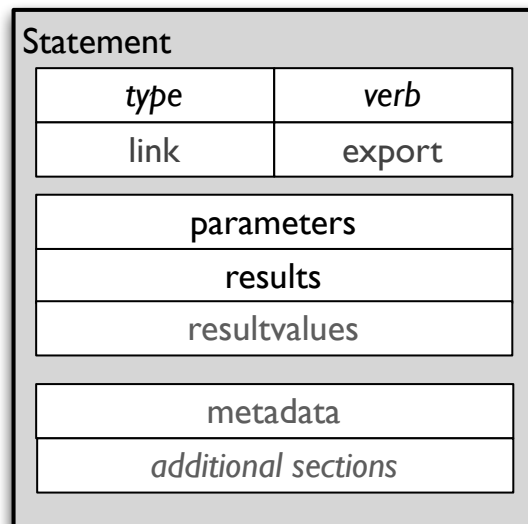 Statement
type verb
link export
parameters
results
resultvalues
metadata
additional sections